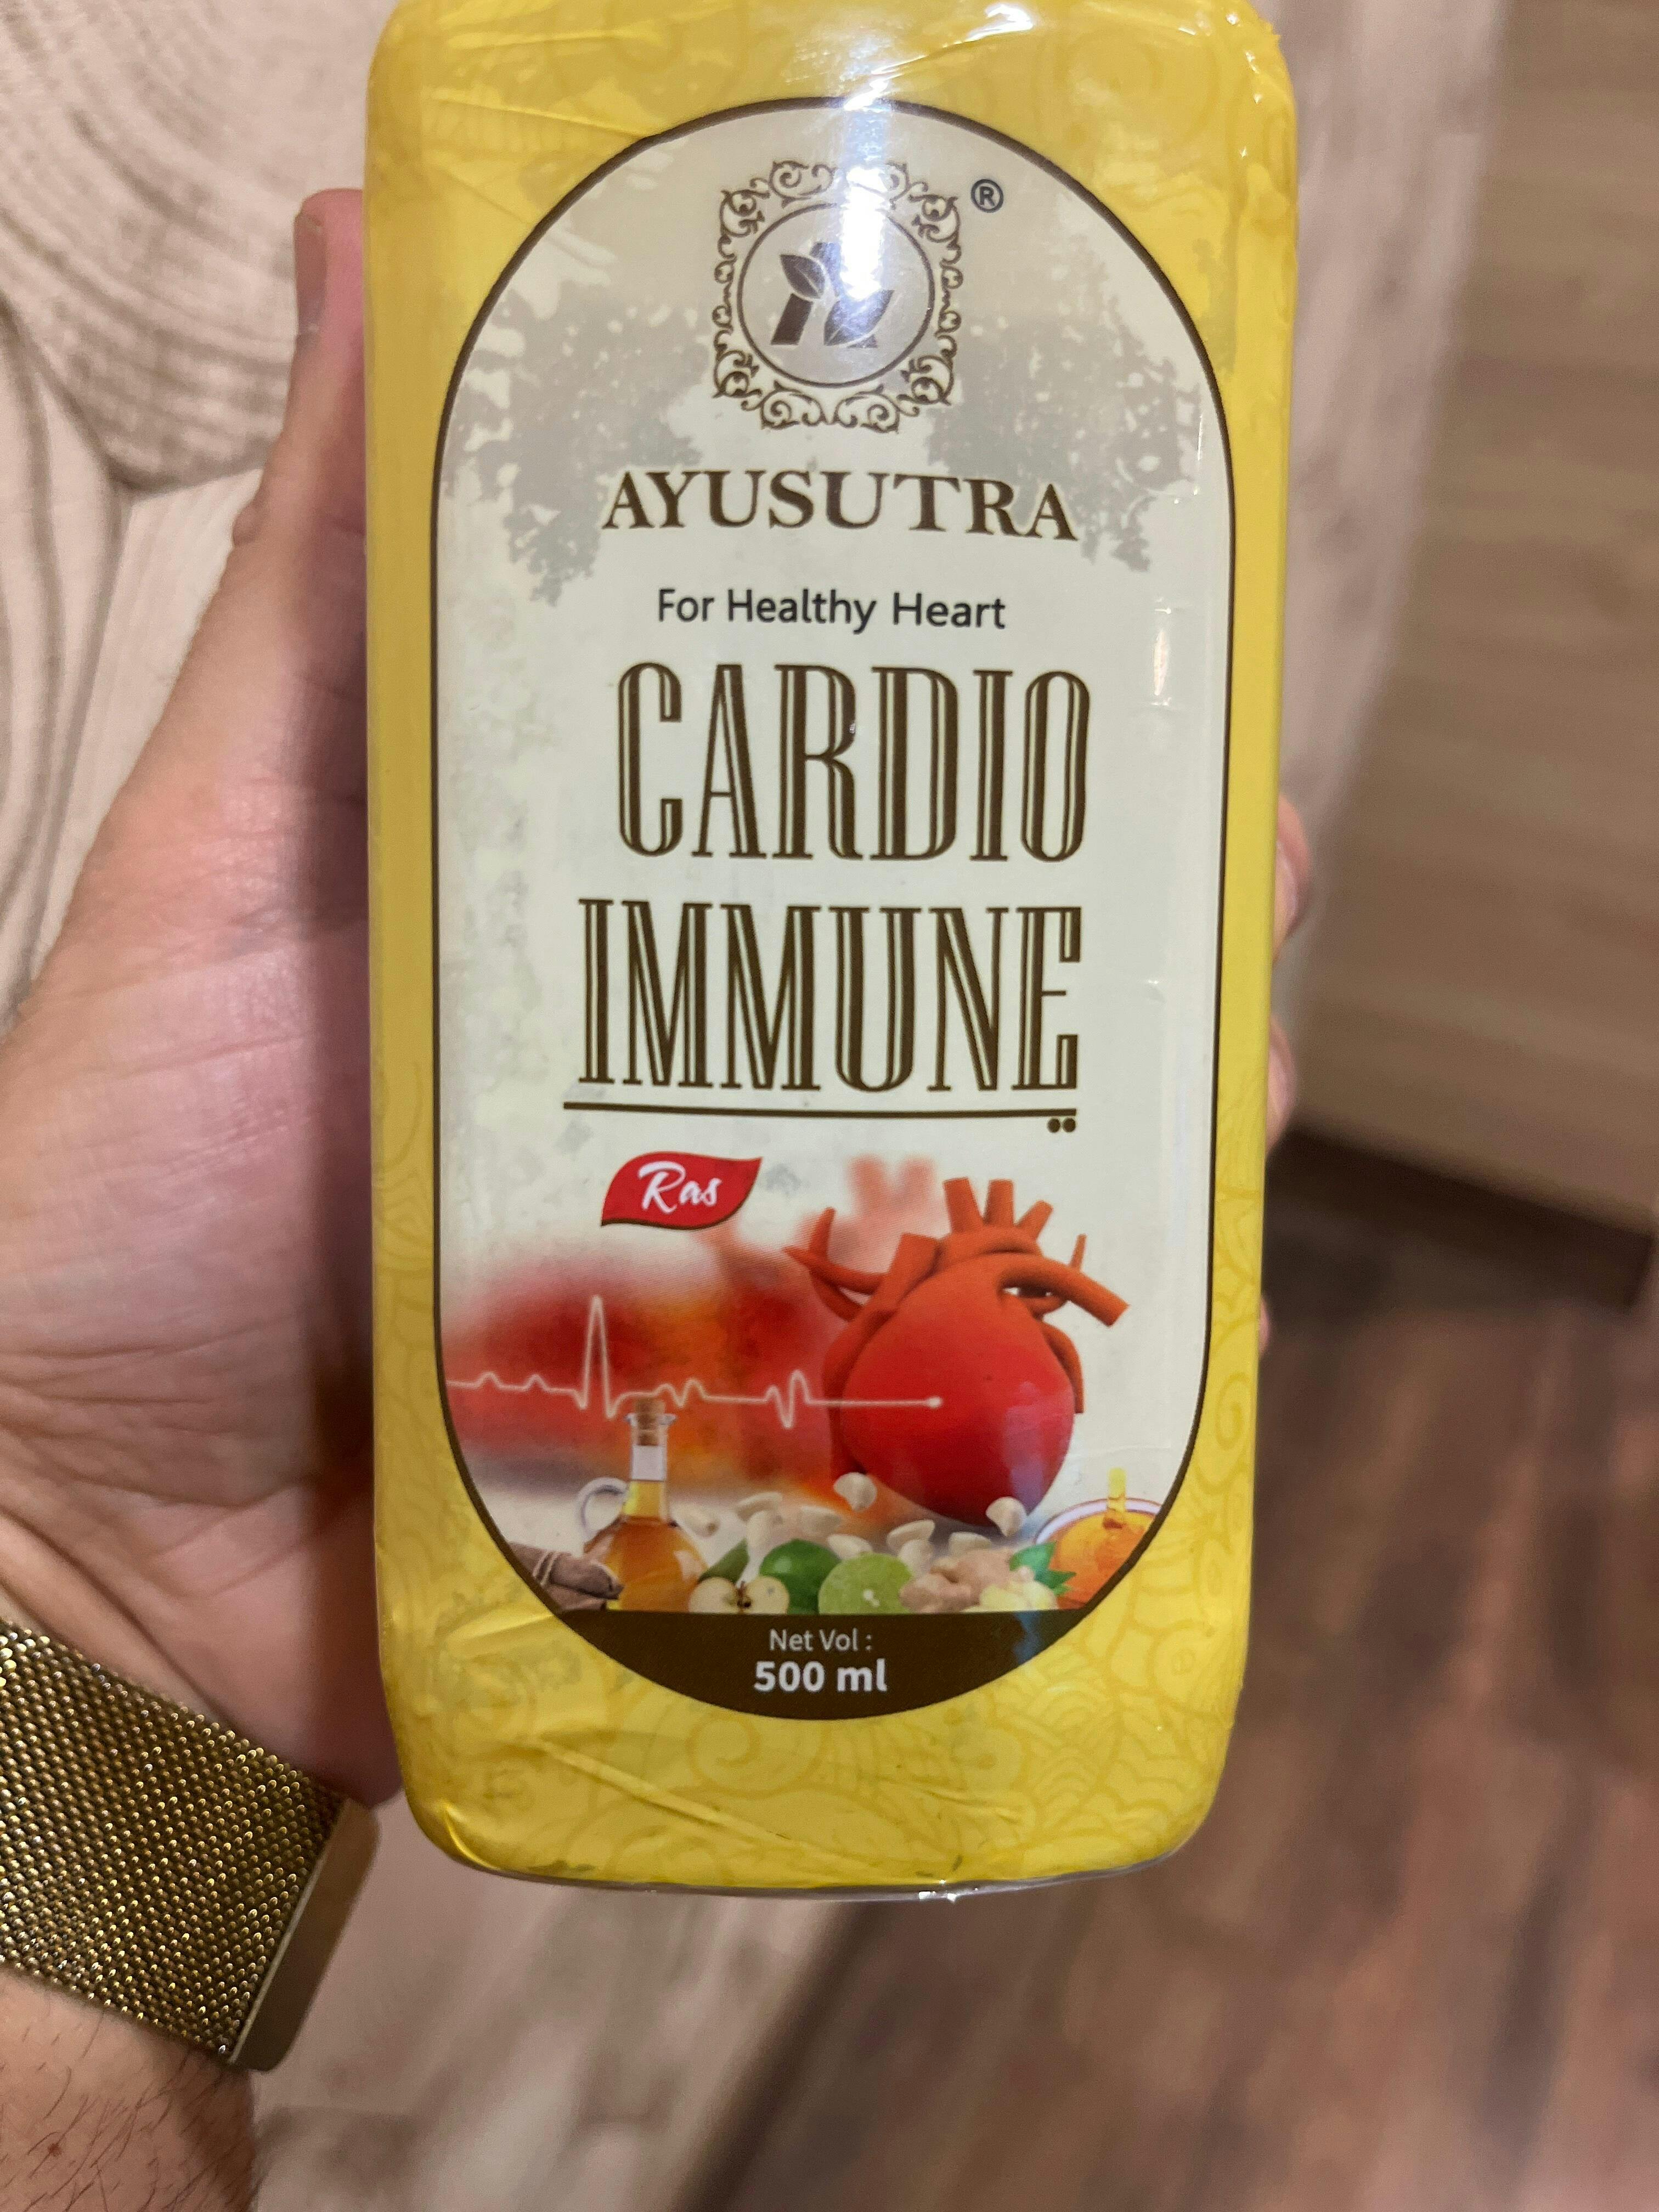 ®
AYUSUTRA
For Healthy Heart
CARDIO
IMMUNE
Ras
Net Vol :
500 ml